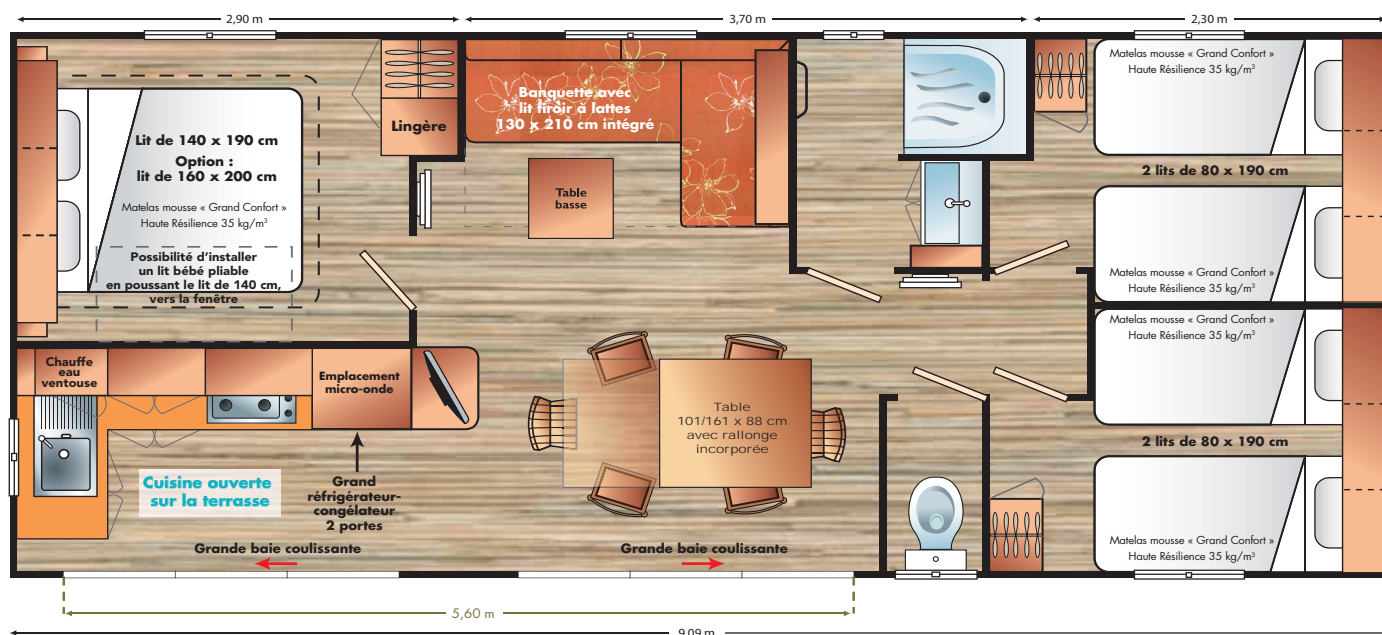 2,90 m
3,70 m
2,30 m
Lit de 140 x 190 cm
Option :
lit de 160 x 200 cm
Matelas mousse « Grand Confort »
Haute Résilience 35 kg/m³
Possibilité d’installer
un lit bébé pliable
en poussant le lit de 140 cm,
vers la fenêtre
Lingère
Banquette avec
lit tiroir à lattes
130 x 210 cm intégré
Table
basse
Matelas mousse « Grand Confort »
Haute Résilience 35 kg/m³
2 lits de 80 x 190 cm
Matelas mousse « Grand Confort »
Haute Résilience 35 kg/m³
Matelas mousse « Grand Confort »
Haute Résilience 35 kg/m³
2 lits de 80 x 190 cm
Matelas mousse « Grand Confort »
Haute Résilience 35 kg/m³
Chauffe
eau
ventouse
Emplacement
micro-onde
Table
101/161 x 88 cm
avec rallonge
incorporée
Cuisine ouverte
sur la terrasse
Grand
réfrigérateur-
congélateur
2 portes
Grande baie coulissante
Grande baie coulissante
5,60 m
9,09 m